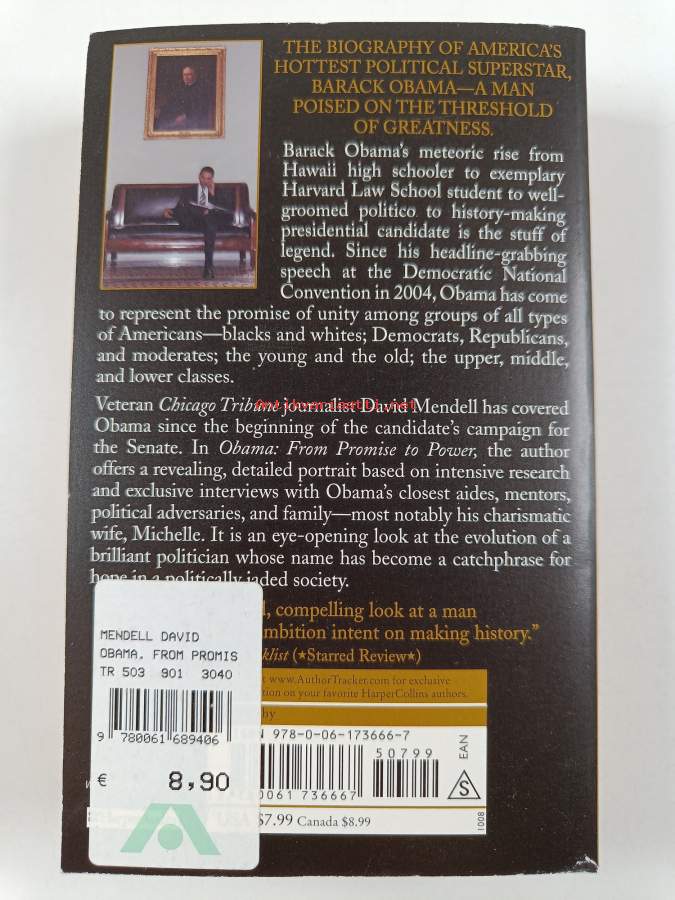 THE BIOGRAPHY OF AMERICA'S
HOTTEST POLITICAL SUPERSTAR,
BARACK OBAMA—A MAN
POISED ON THE THRESHOLD
OF GREATNESS.
Barack Obama's meteoric rise from
Hawaii high schooler to exemplary
Harvard Law School student to well-
groomed politico to history-making
presidential candidate is the stuff of
legend. Since his headline-grabbing
speech at the Democratic National
Convention in 2004, Obama has come
to represent the promise of unity among groups of all types
of Americans—blacks and whites; Democrats, Republicans,
and moderates; the young and the old; the upper, middle,
and lower classes.
Veteran Chicago Tribune journalist David Mendell has covered
Obama since the beginning of the candidate's campaign for
the Senate. In Obama: From Promise to Power, the author
offers a revealing, detailed portrait based on intensive research
and exclusive interviews with Obama's closest aides, mentors,
political adversaries, and family—most notably his charismatic
wife, Michelle. It is an eye-opening look at the evolution of a
brilliant politician whose name has become a catchphrase for
hope in a politically jaded society.
compelling look at a man
ambition intent on making history."
(★Starred Review★)
www.AuthorTracker.com for exclusive
on your favorite HarperCollins authors.
by
978-0-06-173666-7
50799
EAN
S
0061 736667
$7.99 Canada $8.99
1008
MENDELL DAVID
OBAMA. FROM PROMIS
TR 503 901 3040
9 780061 689406
€ 8,90